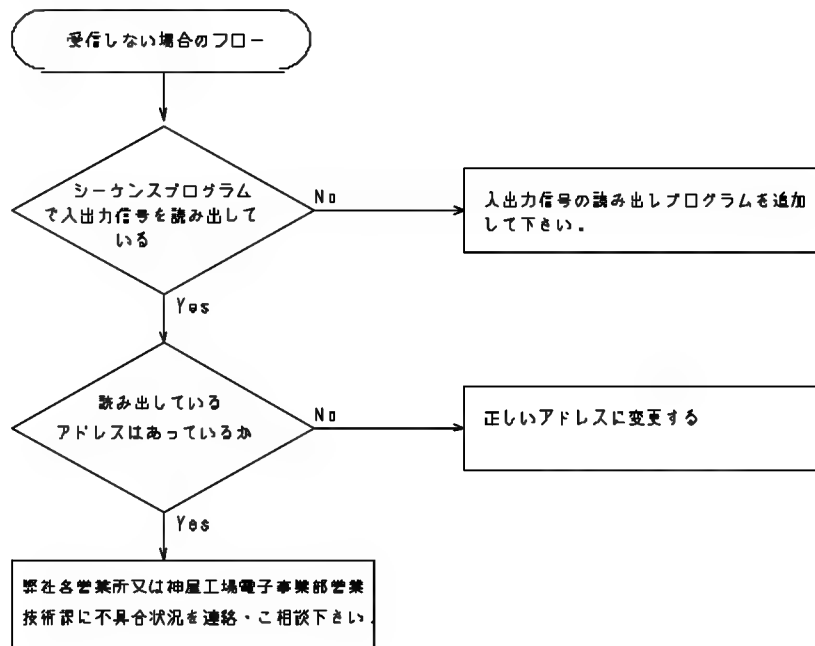 受信しない場合のフロー
シーケンスプログラム
で入出力信号を読み出して
いる
No
入出力信号の読み出しプログラムを追加
して下さい。
Yes
読み出している
アドレスはあっているか
No
正しいアドレスに変更する
Yes
弊社各営業所又は神屋工場電子事業部営業
技術課に不具合状況を連絡・ご相談下さい.